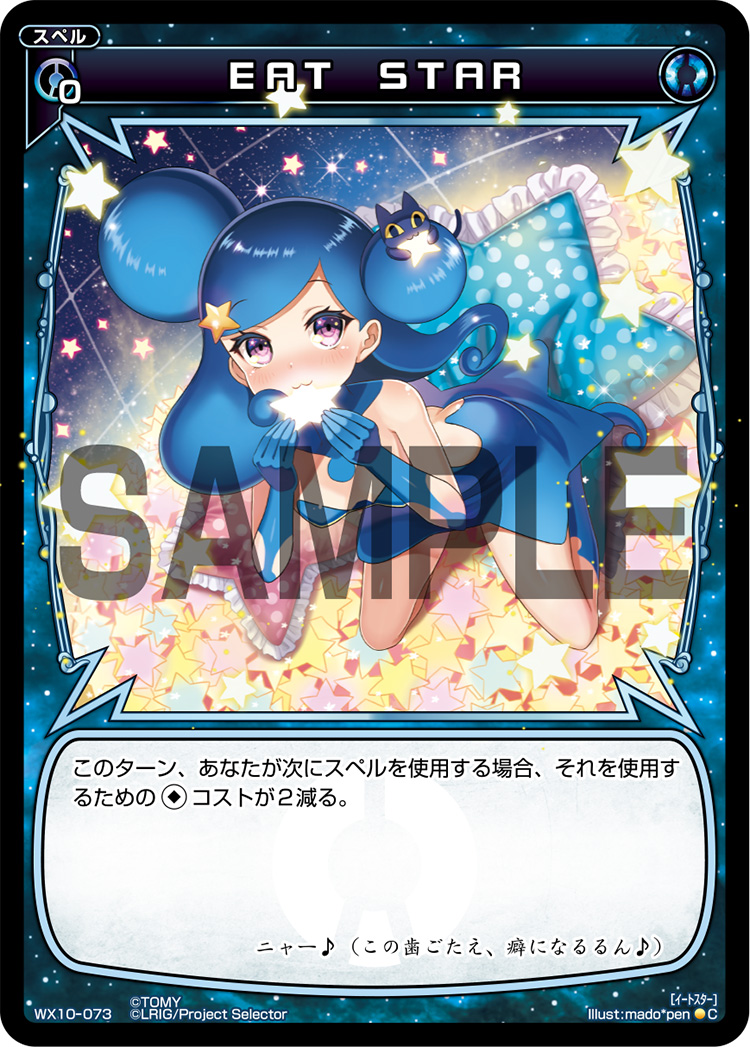 スペル
EAT STAR
0
SAMPLE
このターン、あなたが次にスペルを使用する場合、それを使用す
るための◆コストが2減る。
ニャー♪（この歯ごたえ、癖になるるん♪）
WX10-073
©TOMY
©LRIG/Project Selector
[イートスター]
Illust:mado*pen C